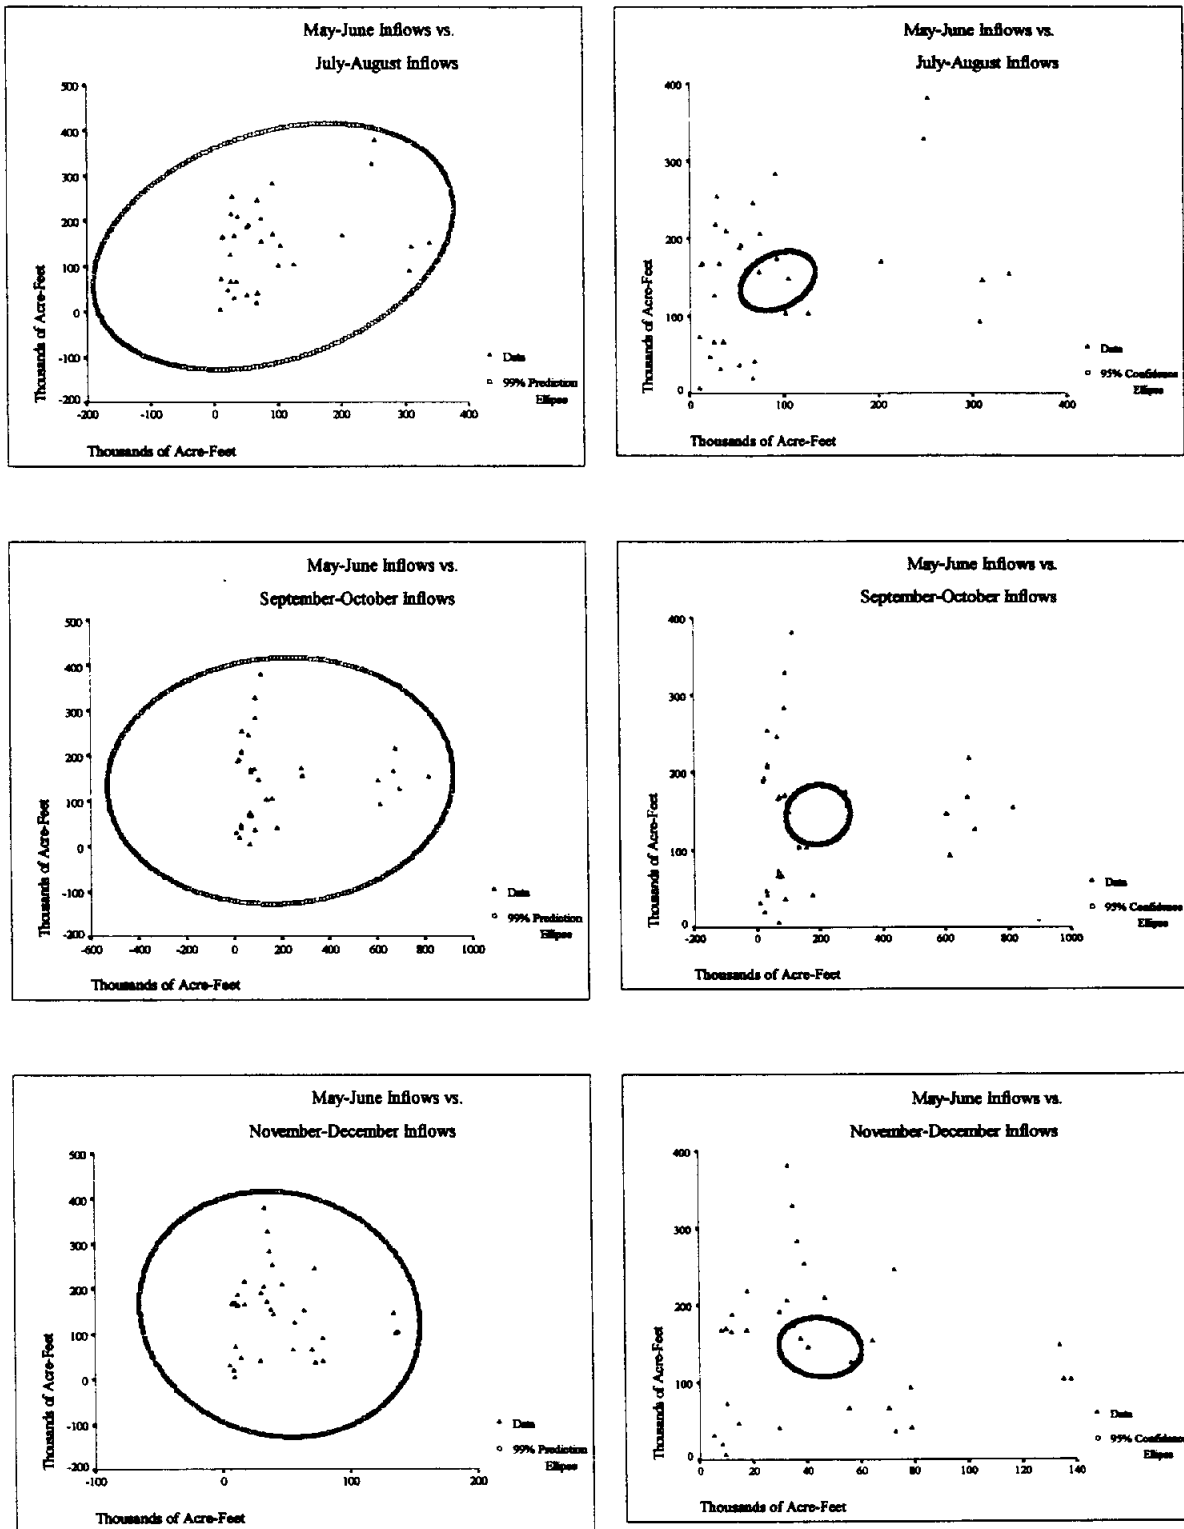 May-June Inflows vs.
July-August Inflows
500
400
300
200
100
0
-100
-200
-200
-100
0
100
200
300
400
Thousands of Acre-Feet
Thousands of Acre-Feet
Data
99% Prediction
Ellipse
May-June Inflows vs.
July-August Inflows
400
300
200
100
0
0
100
200
300
400
Thousands of Acre-Feet
Thousands of Acre-Feet
Data
95% Confidence
Ellipse
May-June Inflows vs.
September-October Inflows
500
400
300
200
100
0
-100
-200
-600
-400
-200
0
200
400
600
800
1000
Thousands of Acre-Feet
Thousands of Acre-Feet
Data
99% Prediction
Ellipse
May-June Inflows vs.
September-October Inflows
400
300
200
100
0
-200
0
200
400
600
800
1000
Thousands of Acre-Feet
Thousands of Acre-Feet
Data
95% Confidence
Ellipse
May-June Inflows vs.
November-December Inflows
500
400
300
200
100
0
-100
-200
-100
0
100
200
Thousands of Acre-Feet
Thousands of Acre-Feet
Data
99% Prediction
Ellipse
May-June Inflows vs.
November-December Inflows
400
300
200
100
0
0
20
40
60
80
100
120
140
Thousands of Acre-Feet
Thousands of Acre-Feet
Data
95% Confidence
Ellipse